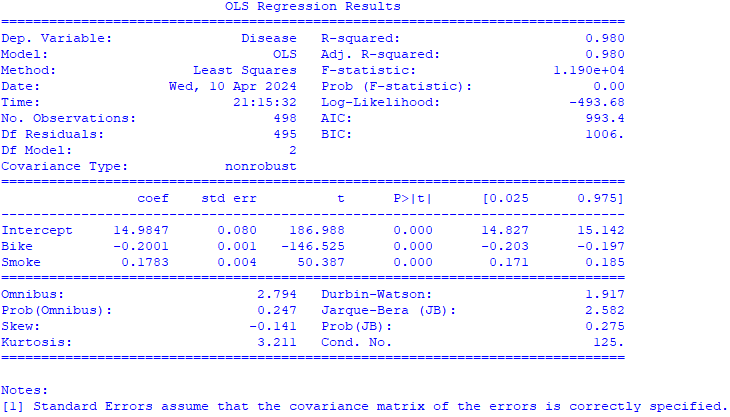 OLS Regression Results
==============================================================================
Dep. Variable:                Disease   R-squared:                       0.980
Model:                            OLS   Adj. R-squared:                  0.980
Method:                 Least Squares   F-statistic:                 1.190e+04
Date:                Wed, 10 Apr 2024   Prob (F-statistic):               0.00
Time:                        21:15:32   Log-Likelihood:                -493.68
No. Observations:                 498   AIC:                             993.4
Df Residuals:                     495   BIC:                             1006.
Df Model:                           2
Covariance Type:            nonrobust
==============================================================================
                 coef    std err          t      P>|t|      [0.025      0.975]
------------------------------------------------------------------------------
Intercept     14.9847      0.080    186.988      0.000      14.827      15.142
Bike          -0.2001      0.001   -146.525      0.000      -0.203      -0.197
Smoke          0.1783      0.004     50.387      0.000       0.171       0.185
==============================================================================
Omnibus:                        2.794   Durbin-Watson:                   1.917
Prob(Omnibus):                  0.247   Jarque-Bera (JB):                2.582
Skew:                          -0.141   Prob(JB):                        0.275
Kurtosis:                       3.211   Cond. No.                         125.
==============================================================================
Notes:
[1] Standard Errors assume that the covariance matrix of the errors is correctly specified.